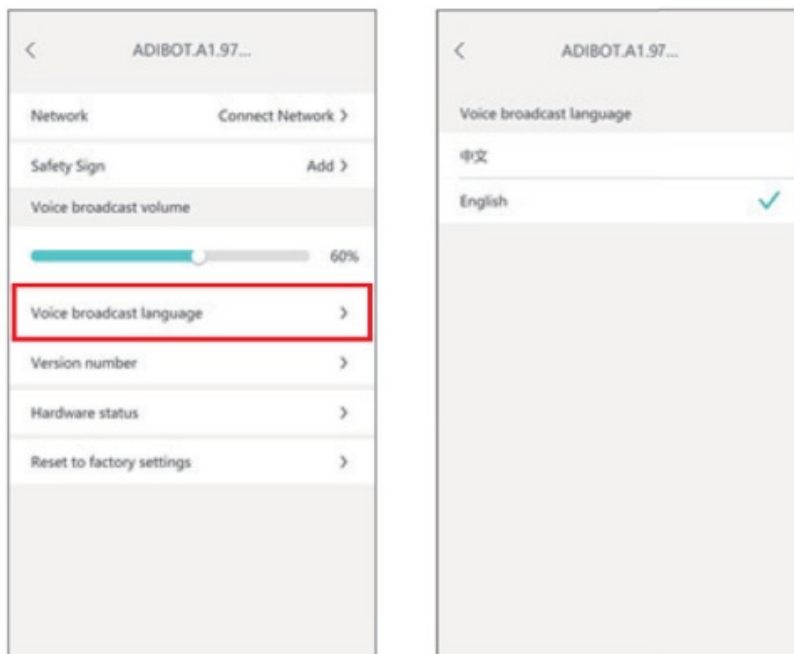 ADIBOT.A1.97...
Network Connect Network
Safety Sign Add
Voice broadcast volume
60%
Voice broadcast language
Version number
Hardware status
Reset to factory settings
ADIBOT.A1.97...
Voice broadcast language
中文
English